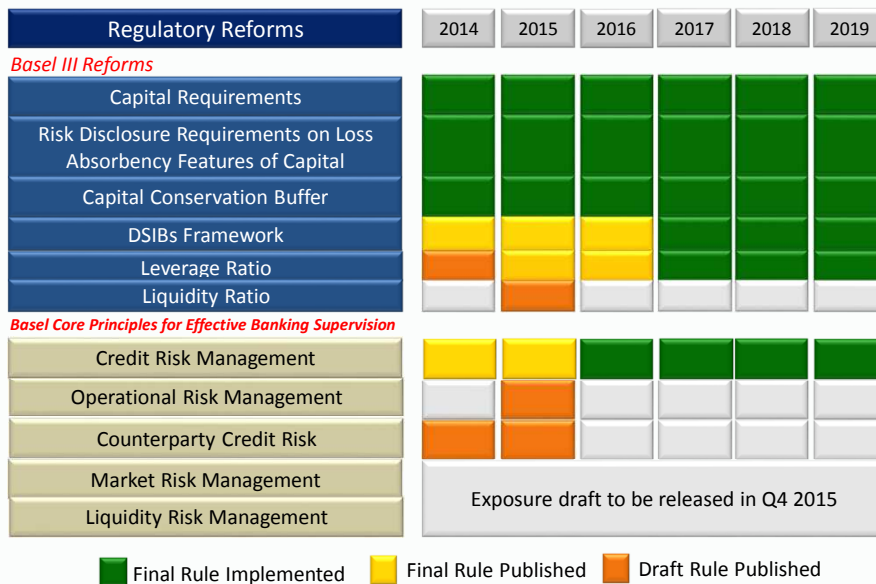 Regulatory Reforms 2014 2015 2016 2017 2018 2019
Basel III Reforms
Capital Requirements
Risk Disclosure Requirements on Loss
Absorbency Features of Capital
Capital Conservation Buffer
DSIBs Framework
Leverage Ratio
Liquidity Ratio
Basel Core Principles for Effective Banking Supervision
Credit Risk Management
Operational Risk Management
Counterparty Credit Risk
Market Risk Management
Exposure draft to be released in Q4 2015
Liquidity Risk Management
Final Rule Implemented Final Rule Published Draft Rule Published